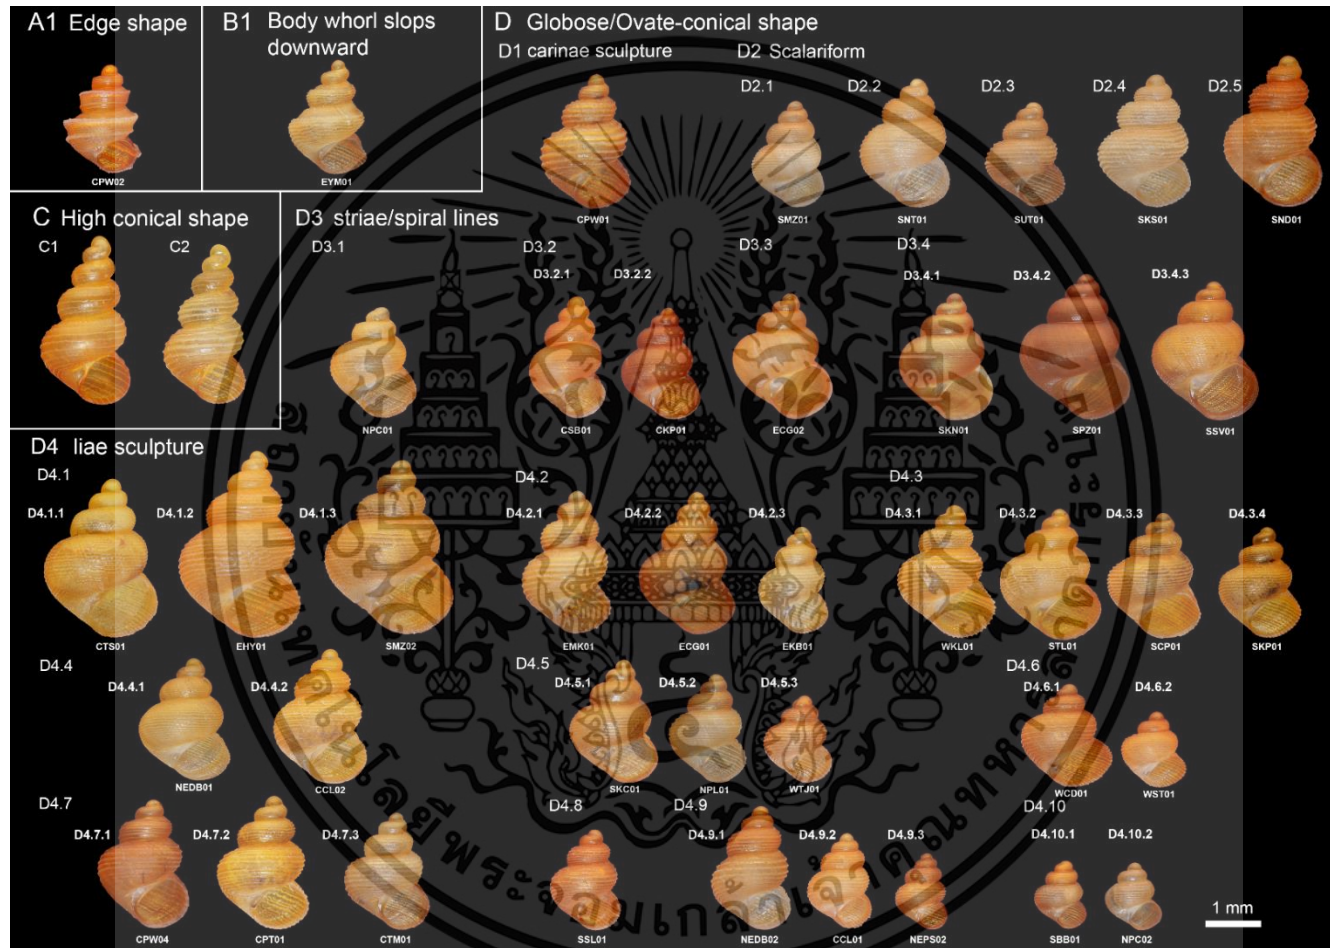 A1 Edge shape
CPW02
B1 Body whorl slops
downward
EYM01
D Globose/Ovate-conical shape
D1 carinae sculpture
CPW01
D2 Scalariform
D2.1 D2.2 D2.3 D2.4 D2.5
SMZ01 SNT01 SUT01 SKS01 SND01
C High conical shape
C1 C2
D3 striae/spiral lines
D3.1 D3.2 D3.3 D3.4
D3.2.1 D3.2.2 D3.4.1 D3.4.2 D3.4.3
NPC01 CSB01 CKP01 ECG02 SKN01 SPZ01 SSV01
D4 liae sculpture
D4.1 D4.2 D4.3
D4.1.1 D4.1.2 D4.1.3 D4.2.1 D4.2.2 D4.2.3 D4.3.1 D4.3.2 D4.3.3 D4.3.4
CTS01 EHY01 SMZ02 EMK01 ECG01 EKB01 WKL01 STL01 SCP01 SKP01
D4.4 D4.5 D4.6
D4.4.1 D4.4.2 D4.5.1 D4.5.2 D4.5.3 D4.6.1 D4.6.2
NEDB01 CCL02 SKC01 NPL01 WTJ01 WCD01 WST01
D4.7 D4.8 D4.9 D4.10
D4.7.1 D4.7.2 D4.7.3 D4.9.1 D4.9.2 D4.9.3 D4.10.1 D4.10.2
CPW04 CPT01 CTM01 SSL01 NEDB02 CCL01 NEPS02 SBB01 NPC02
1 mm